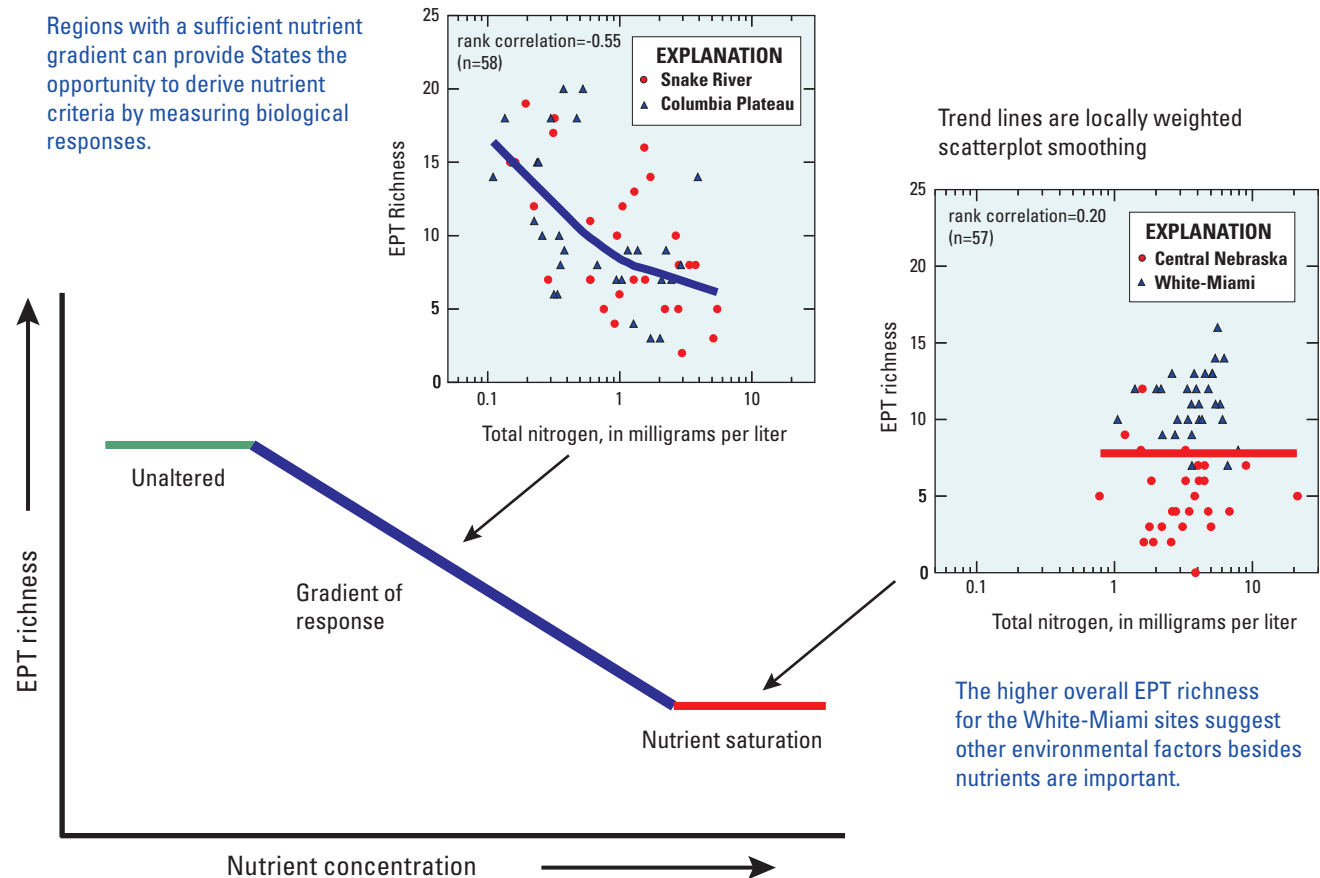 Regions with a sufficient nutrient
gradient can provide States the
opportunity to derive nutrient
criteria by measuring biological
responses.
25
20
15
10
5
0
EPT Richness
rank correlation=-0.55
(n=58)
EXPLANATION
Snake River
Columbia Plateau
0.1
1
10
Total nitrogen, in milligrams per liter
Trend lines are locally weighted
scatterplot smoothing
25
20
15
10
5
0
EPT richness
rank correlation=0.20
(n=57)
EXPLANATION
Central Nebraska
White-Miami
0.1
1
10
Total nitrogen, in milligrams per liter
The higher overall EPT richness
for the White-Miami sites suggest
other environmental factors besides
nutrients are important.
EPT richness
Unaltered
Gradient of
response
Nutrient saturation
Nutrient concentration